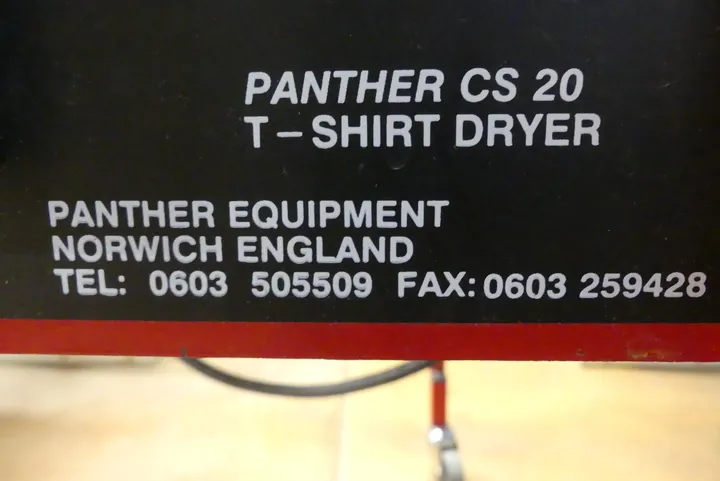 PANTHER CS 20
T-SHIRT DRYER
PANTHER EQUIPMENT
NORWICH ENGLAND
TEL: 0603 505509 FAX: 0603 259428